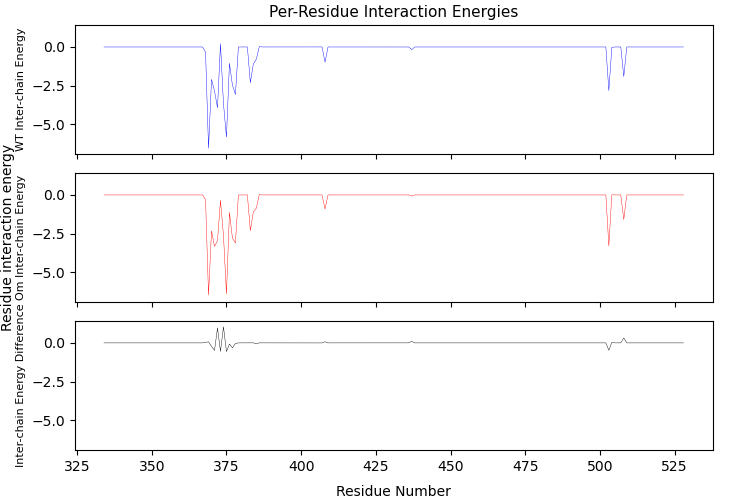 Per-Residue Interaction Energies
WT Inter-chain Energy
0.0
−2.5
−5.0
Residue interaction energy
Om Inter-chain Energy
0.0
−2.5
−5.0
Inter-chain Energy Difference
0.0
−2.5
−5.0
325 350 375 400 425 450 475 500 525
Residue Number